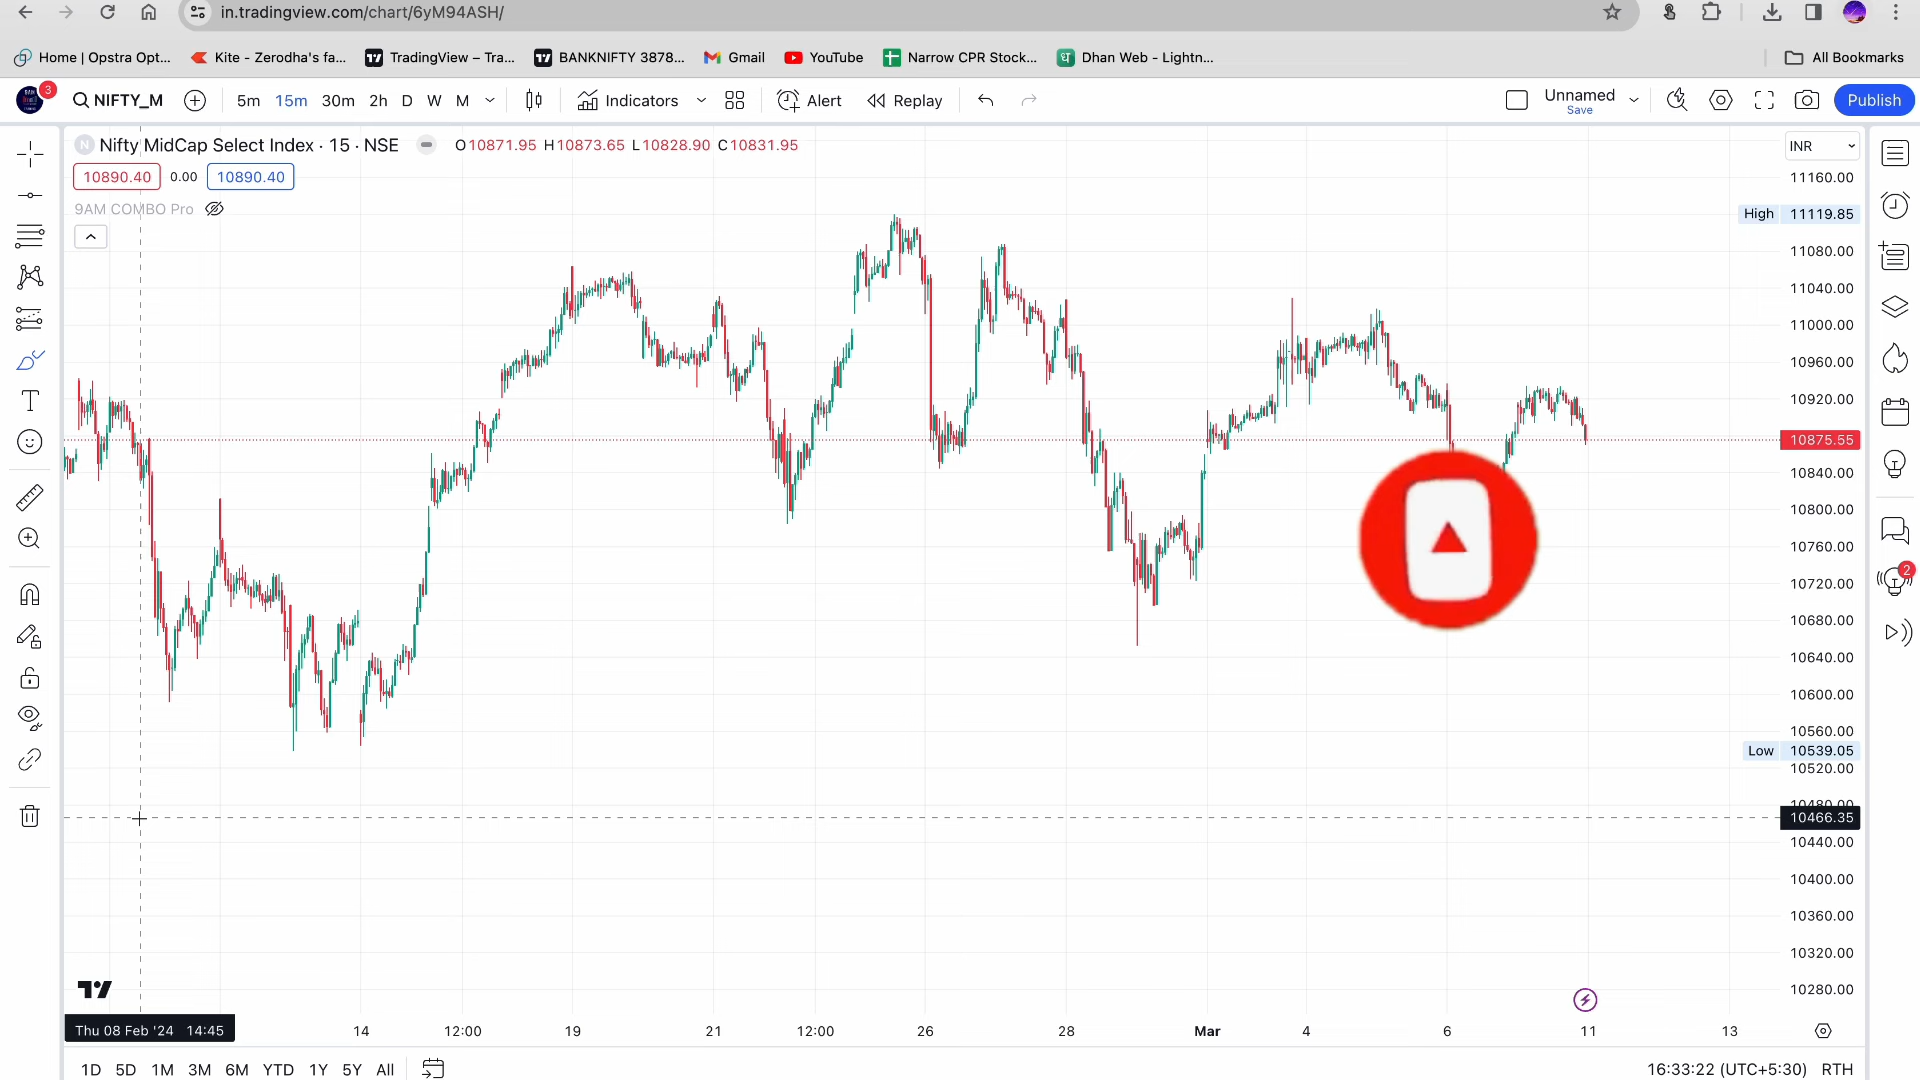 in.tradingview.com/chart/6yM94ASH/
Home | Opstra Opt... Kite - Zerodha's fa... TradingView – Tra... BANKNIFTY 3878... Gmail YouTube Narrow CPR Stock... Dhan Web - Lightn... All Bookmarks
3 NIFTY_M 5m 15m 30m 2h D W M Indicators Alert Replay Unnamed Save Publish
N Nifty MidCap Select Index · 15 · NSE O10871.95 H10873.65 L10828.90 C10831.95 INR
10890.40 0.00 10890.40
11160.00
9AM COMBO Pro
High 11119.85
11080.00
11040.00
11000.00
10960.00
10920.00
10875.55
10840.00
10800.00
10760.00
2
10720.00
10680.00
10640.00
10600.00
10560.00
Low 10539.05
10520.00
10480.00
10466.35
10440.00
10400.00
10360.00
10320.00
10280.00
Thu 08 Feb '24 14:45 14 12:00 19 21 12:00 26 28 Mar 4 6 11 13
1D 5D 1M 3M 6M YTD 1Y 5Y All 16:33:22 (UTC+5:30) RTH